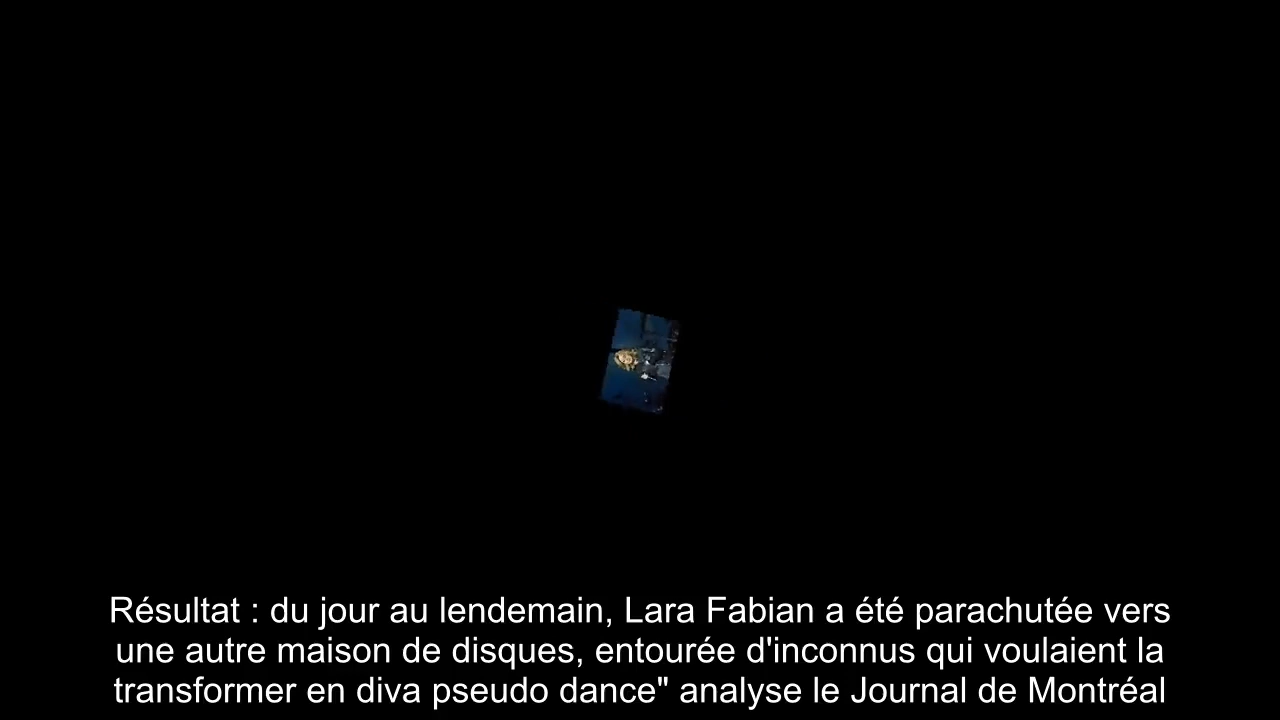 Résultat : du jour au lendemain, Lara Fabian a été parachutée vers
une autre maison de disques, entourée d'inconnus qui voulaient la
transformer en diva pseudo dance" analyse le Journal de Montréal